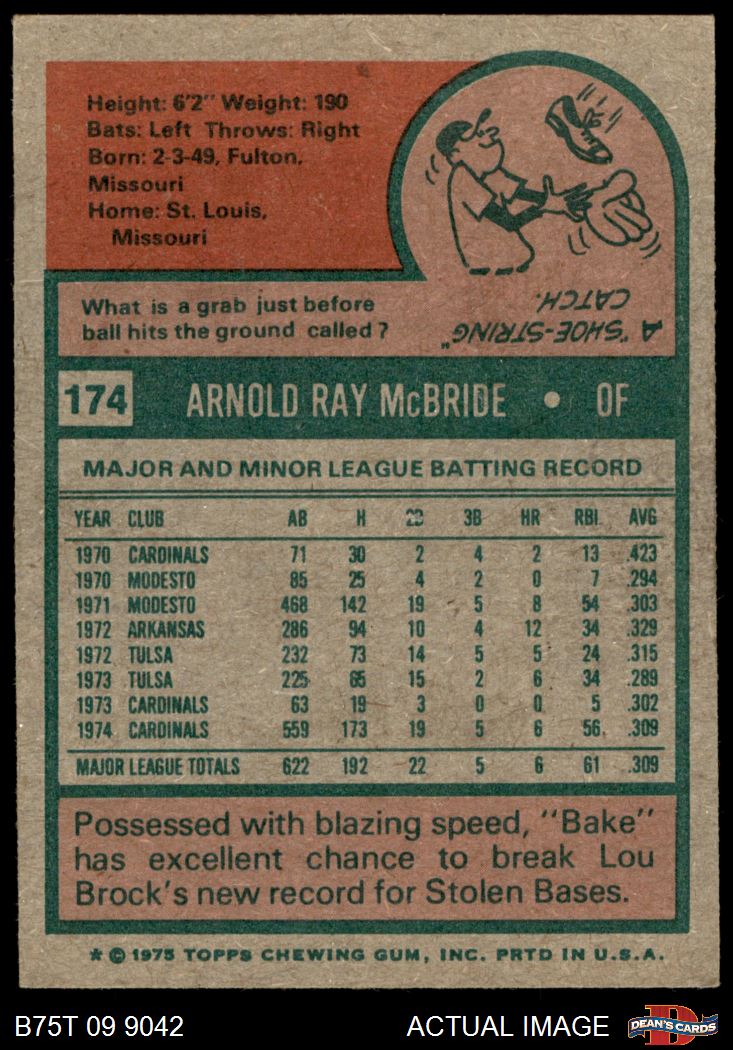 Height: 6'2" Weight: 190
Bats: Left Throws: Right
Born: 2-3-49, Fulton,
Missouri
Home: St. Louis,
Missouri
What is a grab just before
ball hits the ground called?
A "SHOE-STRING"
CATCH.
174 ARNOLD RAY McBRIDE • OF
MAJOR AND MINOR LEAGUE BATTING RECORD
YEAR CLUB AB H 2B 3B HR RBI AVG
1970 CARDINALS 71 30 2 4 2 13 .423
1970 MODESTO 85 25 4 2 0 7 .294
1971 MODESTO 468 142 19 5 8 54 .303
1972 ARKANSAS 286 94 10 4 12 34 .329
1972 TULSA 232 73 14 5 5 24 .315
1973 TULSA 225 65 15 2 6 34 .289
1973 CARDINALS 63 19 3 0 0 5 .302
1974 CARDINALS 559 173 19 5 6 56 .309
MAJOR LEAGUE TOTALS 622 192 22 5 6 61 .309
Possessed with blazing speed, "Bake"
has excellent chance to break Lou
Brock's new record for Stolen Bases.
* © 1975 TOPPS CHEWING GUM, INC. PRTD IN U.S.A.
B75T 09 9042 ACTUAL IMAGE DEAN'S CARDS